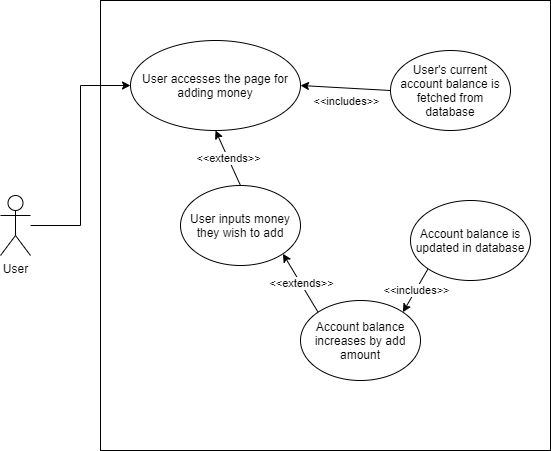 User accesses the page for
adding money
User's current
account balance is
fetched from
database
<<includes>>
<<extends>>
User inputs money
they wish to add
Account balance is
updated in database
User
<<extends>>
<<includes>>
Account balance
increases by add
amount